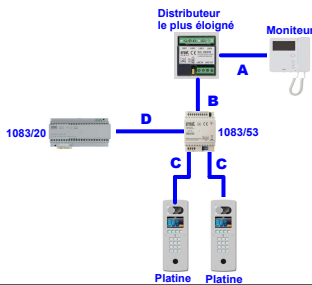 Distributeur
le plus éloigné
Moniteur
A
B
D
1083/20
1083/53
C
C
Platine
Platine